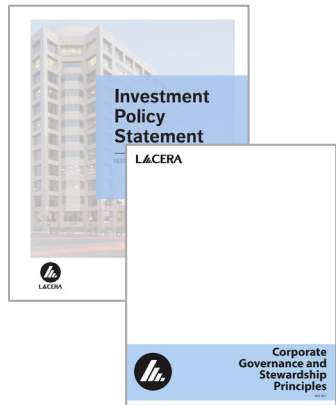 Investment
Policy
Statement
LACERA
LACERA
Corporate
Governance and
Stewardship
Principles